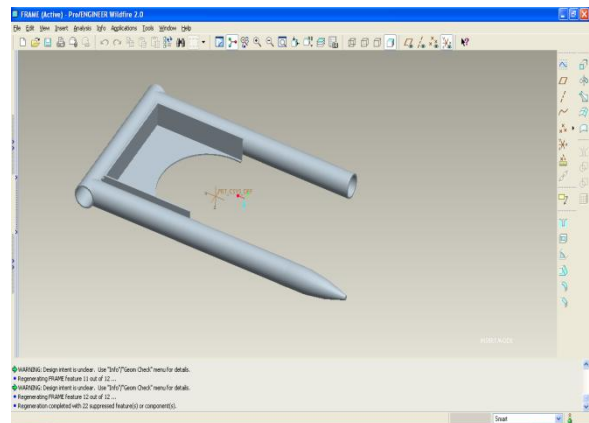 FRAME (Active) - Pro/ENGINEER Wildfire 2.0
File Edit View Insert Analysis Info Applications Tools Window Help
PRT_CSYS_DEF
WARNING: Design intent is unclear. Use "Info"/"Geom Check" menu for details.
Regenerating FRAME feature 11 out of 12 ...
WARNING: Design intent is unclear. Use "Info"/"Geom Check" menu for details.
Regenerating FRAME feature 12 out of 12 ...
Regeneration completed with 22 suppressed feature(s) or component(s).
Smart